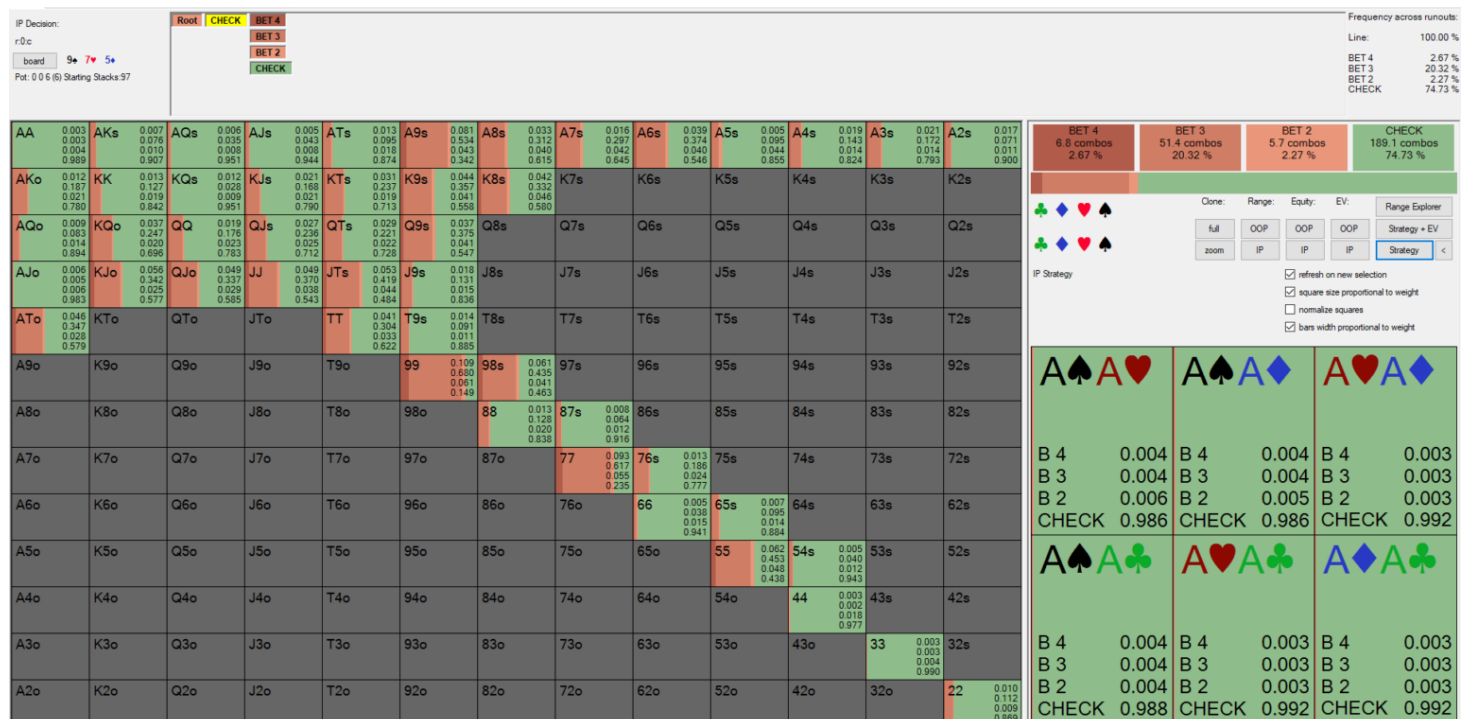 IP Decision:
r:0:c
board 9♠ 7♥ 5♦
Pot: 0 0 6 (6) Starting Stacks:97
Root CHECK BET 4
BET 3
BET 2
CHECK
Frequency across runouts:
Line: 100.00 %
BET 4 2.67 %
BET 3 20.32 %
BET 2 2.27 %
CHECK 74.73 %
AA 0.003 AKs 0.007 AQs 0.006 AJs 0.005 ATs 0.013 A9s 0.081 A8s 0.033 A7s 0.016 A6s 0.039 A5s 0.005 A4s 0.019 A3s 0.021 A2s 0.017
0.003 0.076 0.035 0.043 0.095 0.534 0.312 0.297 0.374 0.095 0.143 0.172 0.071
0.004 0.010 0.008 0.008 0.018 0.043 0.040 0.042 0.040 0.044 0.014 0.014 0.011
0.989 0.907 0.951 0.944 0.874 0.342 0.615 0.645 0.546 0.855 0.824 0.793 0.900
AKo 0.012 KK 0.013 KQs 0.012 KJs 0.021 KTs 0.031 K9s 0.044 K8s 0.042 K7s K6s K5s K4s K3s K2s
0.187 0.127 0.028 0.168 0.237 0.357 0.332
0.021 0.019 0.009 0.021 0.019 0.041 0.046
0.780 0.842 0.951 0.790 0.713 0.558 0.580
AQo 0.009 KQo 0.037 QQ 0.019 QJs 0.027 QTs 0.029 Q9s 0.037 Q8s Q7s Q6s Q5s Q4s Q3s Q2s
0.083 0.247 0.176 0.236 0.221 0.375
0.014 0.020 0.023 0.025 0.022 0.041
0.894 0.696 0.783 0.712 0.728 0.547
AJo 0.006 KJo 0.056 QJo 0.049 JJ 0.049 JTs 0.053 J9s 0.018 J8s J7s J6s J5s J4s J3s J2s
0.005 0.342 0.337 0.370 0.419 0.131
0.006 0.025 0.029 0.038 0.044 0.015
0.983 0.577 0.585 0.543 0.484 0.836
ATo 0.046 KTo QTo JTo TT 0.041 T9s 0.014 T8s T7s T6s T5s T4s T3s T2s
0.347 0.304 0.091
0.028 0.033 0.011
0.579 0.622 0.885
A9o K9o Q9o J9o T9o 99 0.109 98s 0.061 97s 96s 95s 94s 93s 92s
0.680 0.435
0.061 0.041
0.149 0.463
A8o K8o Q8o J8o T8o 98o 88 0.013 87s 0.008 86s 85s 84s 83s 82s
0.128 0.064
0.020 0.012
0.838 0.916
A7o K7o Q7o J7o T7o 97o 87o 77 0.093 76s 0.013 75s 74s 73s 72s
0.617 0.186
0.055 0.024
0.235 0.777
A6o K6o Q6o J6o T6o 96o 86o 76o 66 0.005 65s 0.007 64s 63s 62s
0.038 0.095
0.015 0.014
0.941 0.884
A5o K5o Q5o J5o T5o 95o 85o 75o 65o 55 0.062 54s 0.005 53s 52s
0.453 0.040
0.048 0.012
0.438 0.943
A4o K4o Q4o J4o T4o 94o 84o 74o 64o 54o 44 0.003 43s 42s
0.002
0.018
0.977
A3o K3o Q3o J3o T3o 93o 83o 73o 63o 53o 43o 33 0.003 32s
0.003
0.004
0.990
A2o K2o Q2o J2o T2o 92o 82o 72o 62o 52o 42o 32o 22 0.010
0.112
0.009
0.869
BET 4 BET 3 BET 2 CHECK
6.8 combos 51.4 combos 5.7 combos 189.1 combos
2.67 % 20.32 % 2.27 % 74.73 %
Clone: Range: Equity: EV: Range Explorer
♣ ♦ ♥ ♠ full OOP OOP OOP Strategy + EV
♣ ♦ ♥ ♠ zoom IP IP IP Strategy <
IP Strategy
refresh on new selection
square size proportional to weight
nomalize squares
bars width proportional to weight
A♠A♥ A♠A♦ A♥A♦
B 4 0.004 B 4 0.004 B 4 0.003
B 3 0.004 B 3 0.004 B 3 0.003
B 2 0.006 B 2 0.005 B 2 0.003
CHECK 0.986 CHECK 0.986 CHECK 0.992
A♠A♣ A♥A♣ A♦A♣
B 4 0.004 B 4 0.003 B 4 0.003
B 3 0.004 B 3 0.003 B 3 0.003
B 2 0.004 B 2 0.003 B 2 0.003
CHECK 0.988 CHECK 0.992 CHECK 0.992